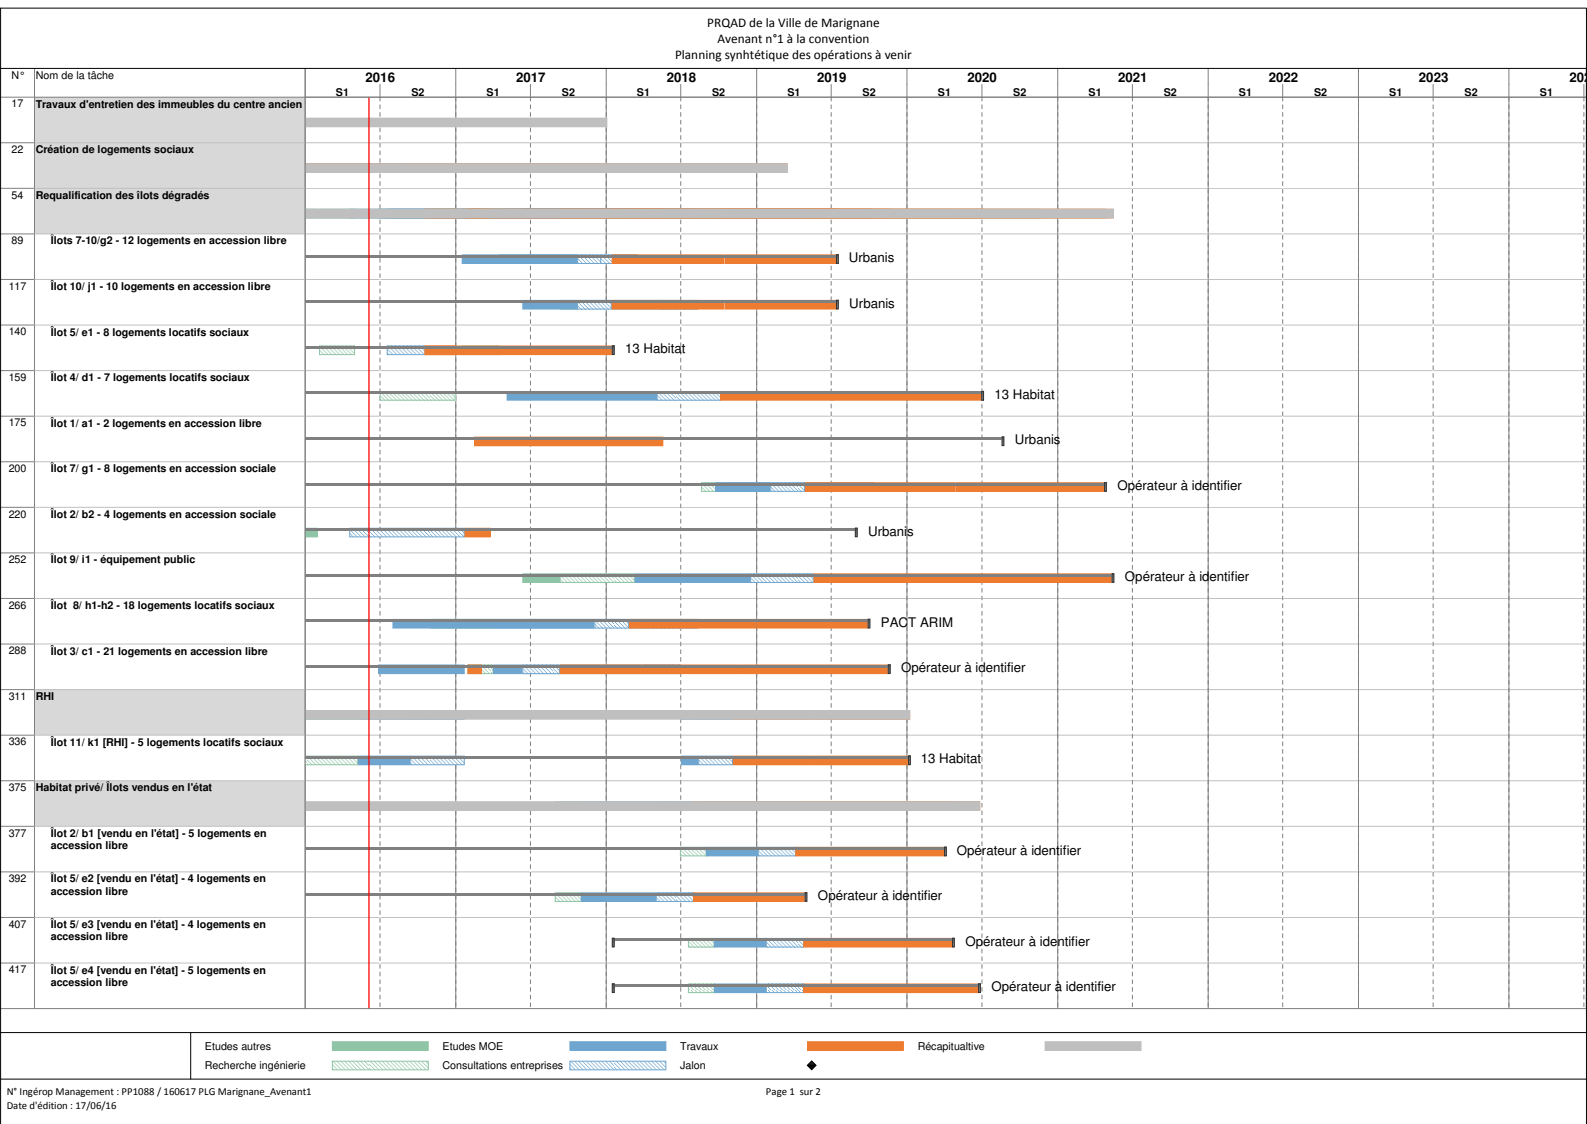 PRQAD de la Ville de Marignane
Avenant n°1 à la convention
Planning synhtétique des opérations à venir
N° Nom de la tâche 2016 2017 2018 2019 2020 2021 2022 2023
S1 S2 S1 S2 S1 S2 S1 S2 S1 S2 S1 S2 S1 S2 S1 S2 S1
17 Travaux d'entretien des immeubles du centre ancien
22 Création de logements sociaux
54 Requalification des îlots dégradés
89 Îlots 7-10/g2 - 12 logements en accession libre
Urbanis
117 Îlot 10/ j1 - 10 logements en accession libre
Urbanis
140 Îlot 5/ e1 - 8 logements locatifs sociaux
13 Habitat
159 Îlot 4/ d1 - 7 logements locatifs sociaux
13 Habitat
175 Îlot 1/ a1 - 2 logements en accession libre
Urbanis
200 Îlot 7/ g1 - 8 logements en accession sociale
Opérateur à identifier
220 Îlot 2/ b2 - 4 logements en accession sociale
Urbanis
252 Îlot 9/ i1 - équipement public
Opérateur à identifier
266 Îlot  8/ h1-h2 - 18 logements locatifs sociaux
PACT ARIM
288 Îlot 3/ c1 - 21 logements en accession libre
Opérateur à identifier
311 RHI
336 Îlot 11/ k1 [RHI] - 5 logements locatifs sociaux
13 Habitat
375 Habitat privé/ Îlots vendus en l'état
377 Îlot 2/ b1 [vendu en l'état] - 5 logements en
accession libre
Opérateur à identifier
392 Îlot 5/ e2 [vendu en l'état] - 4 logements en
accession libre
Opérateur à identifier
407 Îlot 5/ e3 [vendu en l'état] - 4 logements en
accession libre
Opérateur à identifier
417 Îlot 5/ e4 [vendu en l'état] - 5 logements en
accession libre
Opérateur à identifier
Etudes autres Etudes MOE Travaux Récapitualtive
Recherche ingénierie Consultations entreprises Jalon
N° Ingérop Management : PP1088 / 160617 PLG Marignane_Avenant1 Page 1 sur 2
Date d'édition : 17/06/16